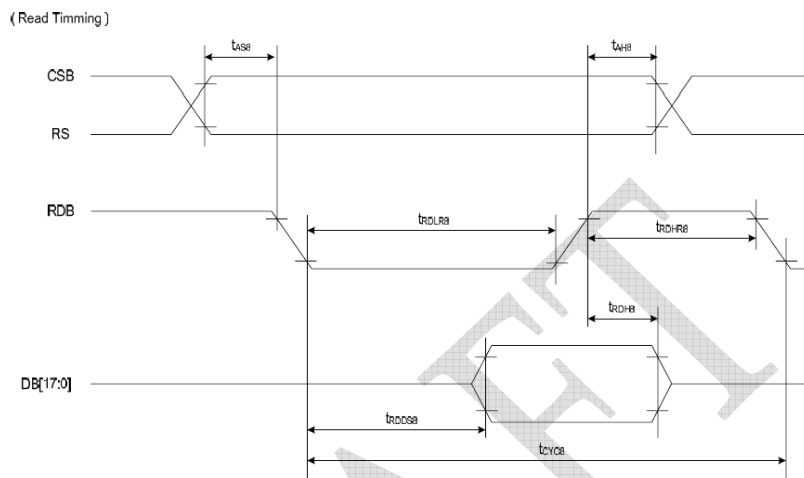 ( Read Timming )
tAS8 tAH8
CSB
RS
RDB
tRDLR8
tRDHR8
tRDH8
DB[17:0]
tRDDS8
tCYC8